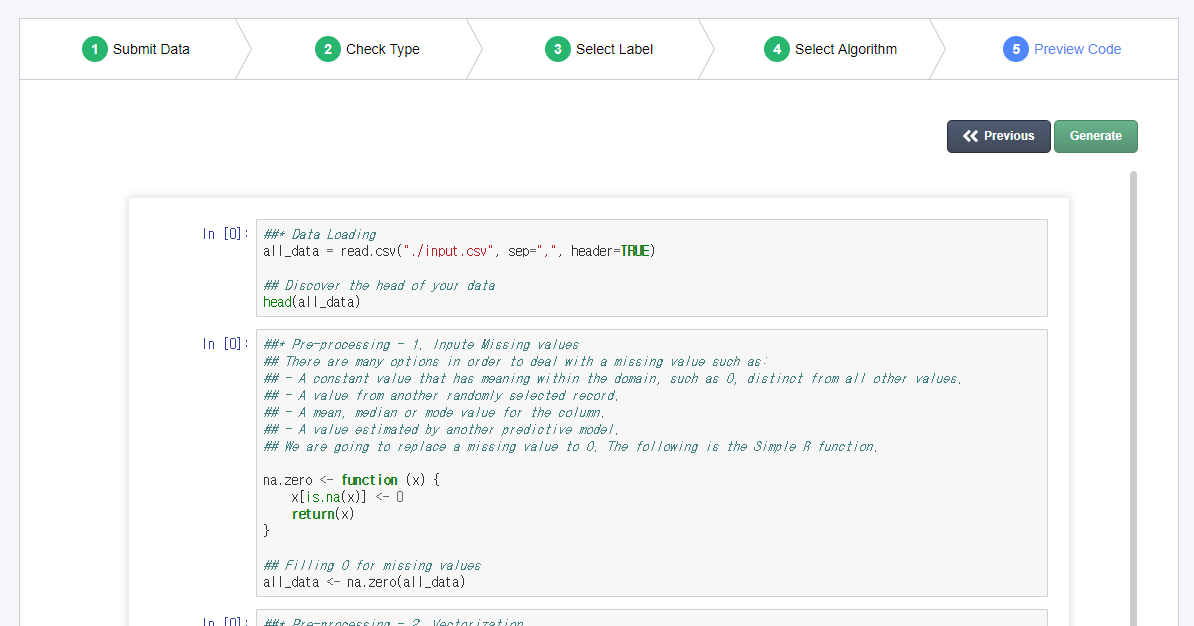 1 Submit Data
2 Check Type
3 Select Label
4 Select Algorithm
5 Preview Code
Previous
Generate
In [0]:
##* Data Loading
all_data = read.csv("./input.csv", sep=",", header=TRUE)
## Discover the head of your data
head(all_data)
In [0]:
##* Pre-processing - 1. Inpute Missing values
## There are many options in order to deal with a missing value such as:
## - A constant value that has meaning within the domain, such as 0, distinct from all other values.
## - A value from another randomly selected record.
## - A mean, median or mode value for the column.
## - A value estimated by another predictive model.
## We are going to replace a missing value to 0. The following is the Simple R function.
na.zero <- function (x) {
    x[is.na(x)] <- 0
    return(x)
}
## Filling 0 for missing values
all_data <- na.zero(all_data)
In [0]:
##* Pre-processing - 2. Vectorization